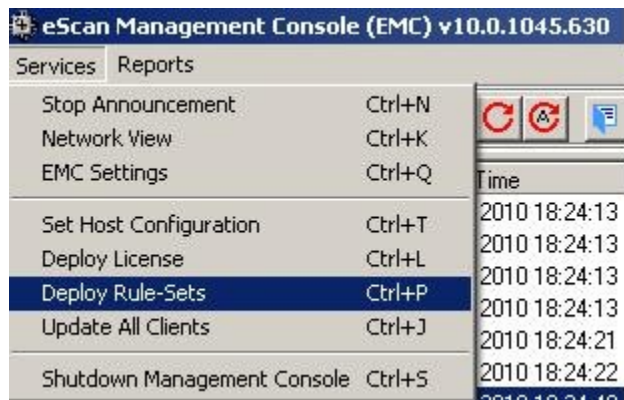 eScan Management Console (EMC) v10.0.1045.630
Services Reports
Stop Announcement Ctrl+N
Network View Ctrl+K
EMC Settings Ctrl+Q
Set Host Configuration Ctrl+T
Deploy License Ctrl+L
Deploy Rule-Sets Ctrl+P
Update All Clients Ctrl+J
Shutdown Management Console Ctrl+S
A
Time
2010 18:24:13
2010 18:24:13
2010 18:24:13
2010 18:24:13
2010 18:24:21
2010 18:24:22